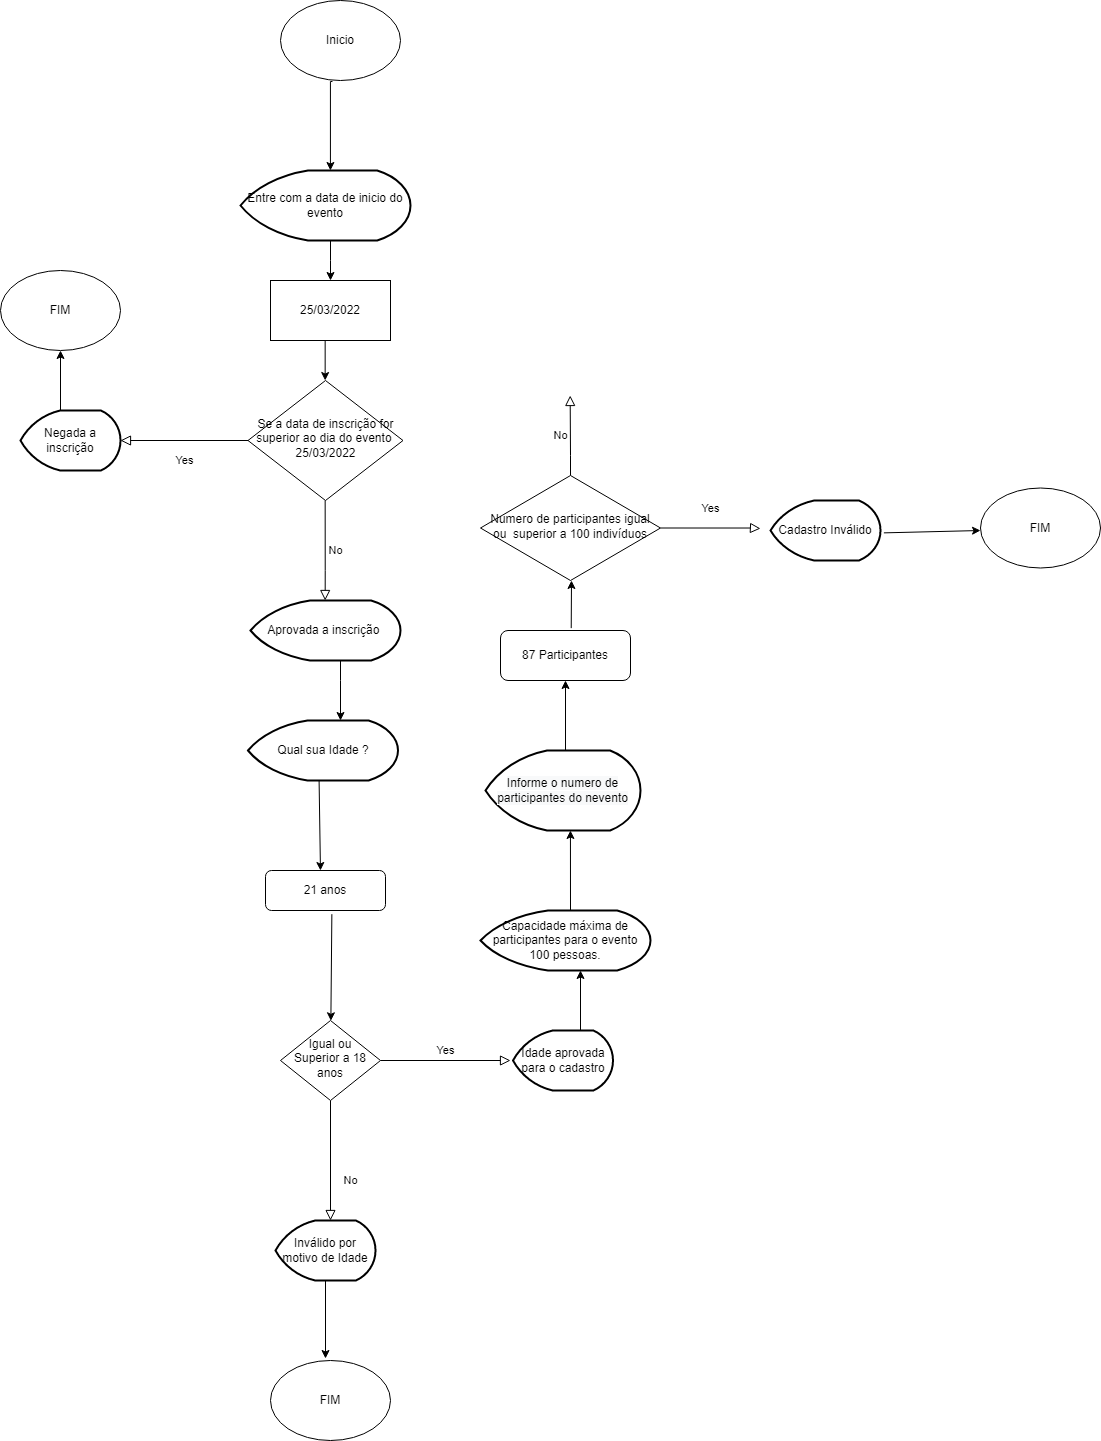 Inicio
Entre com a data de inicio do
evento
25/03/2022
FIM
Se a data de inscrição for
superior ao dia do evento
25/03/2022
Yes
Negada a
inscrição
No
Aprovada a inscrição
Qual sua Idade ?
21 anos
Igual ou
Superior a 18
anos
Yes
Idade aprovada
para o cadastro
Capacidade máxima de
participantes para o evento
100 pessoas.
Informe o numero de
participantes do nevento
87 Participantes
Numero de participantes igual
ou superior a 100 indivíduos
No
Yes
Cadastro Inválido
FIM
No
Inválido por
motivo de Idade
FIM